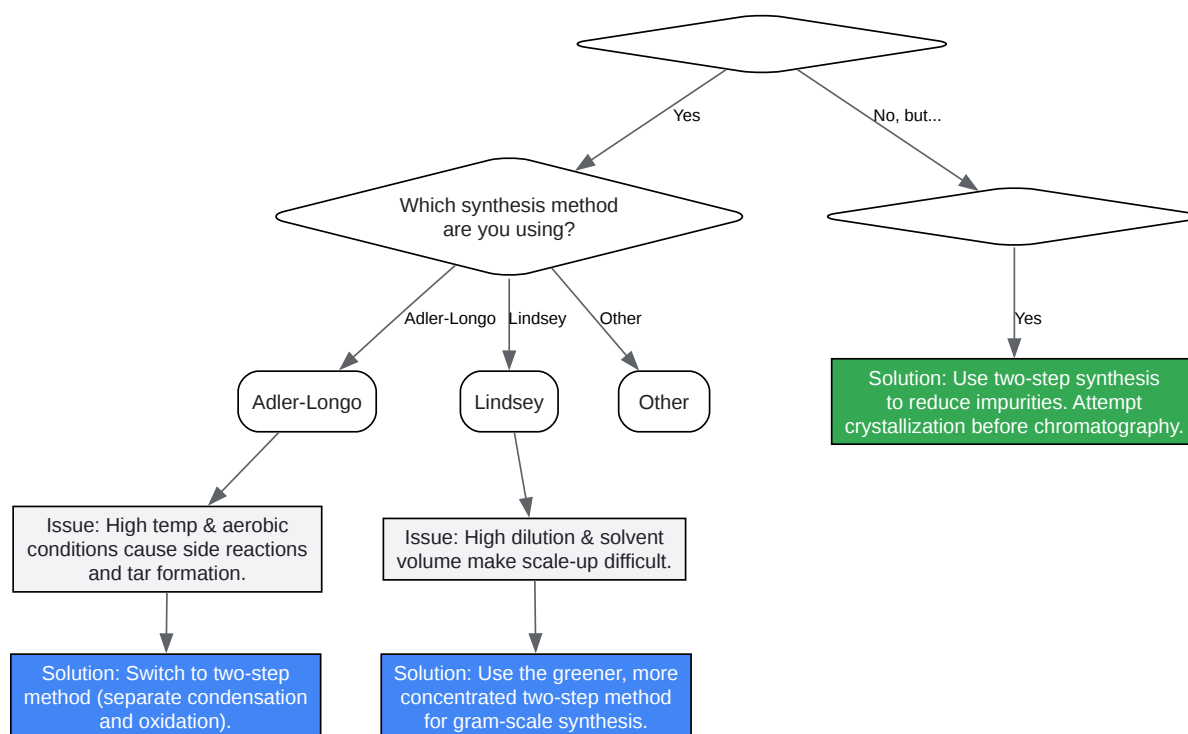 Yes
No, but...
Which synthesis method
are you using?
Adler-Longo
Lindsey
Other
Yes
Adler-Longo
Lindsey
Other
Solution: Use two-step synthesis
to reduce impurities. Attempt
crystallization before chromatography.
Issue: High temp & aerobic
conditions cause side reactions
and tar formation.
Issue: High dilution & solvent
volume make scale-up difficult.
Solution: Switch to two-step
method (separate condensation
and oxidation).
Solution: Use the greener, more
concentrated two-step method
for gram-scale synthesis.